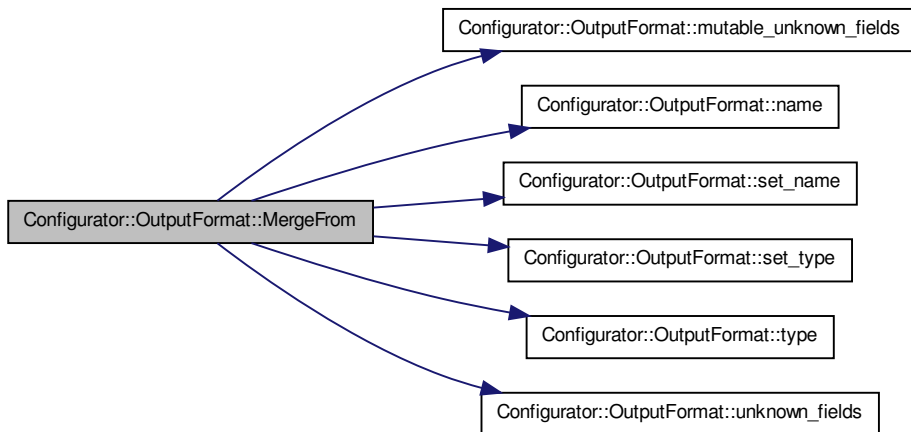 Configurator::OutputFormat::mutable_unknown_fields
Configurator::OutputFormat::name
Configurator::OutputFormat::set_name
Configurator::OutputFormat::MergeFrom
Configurator::OutputFormat::set_type
Configurator::OutputFormat::type
Configurator::OutputFormat::unknown_fields